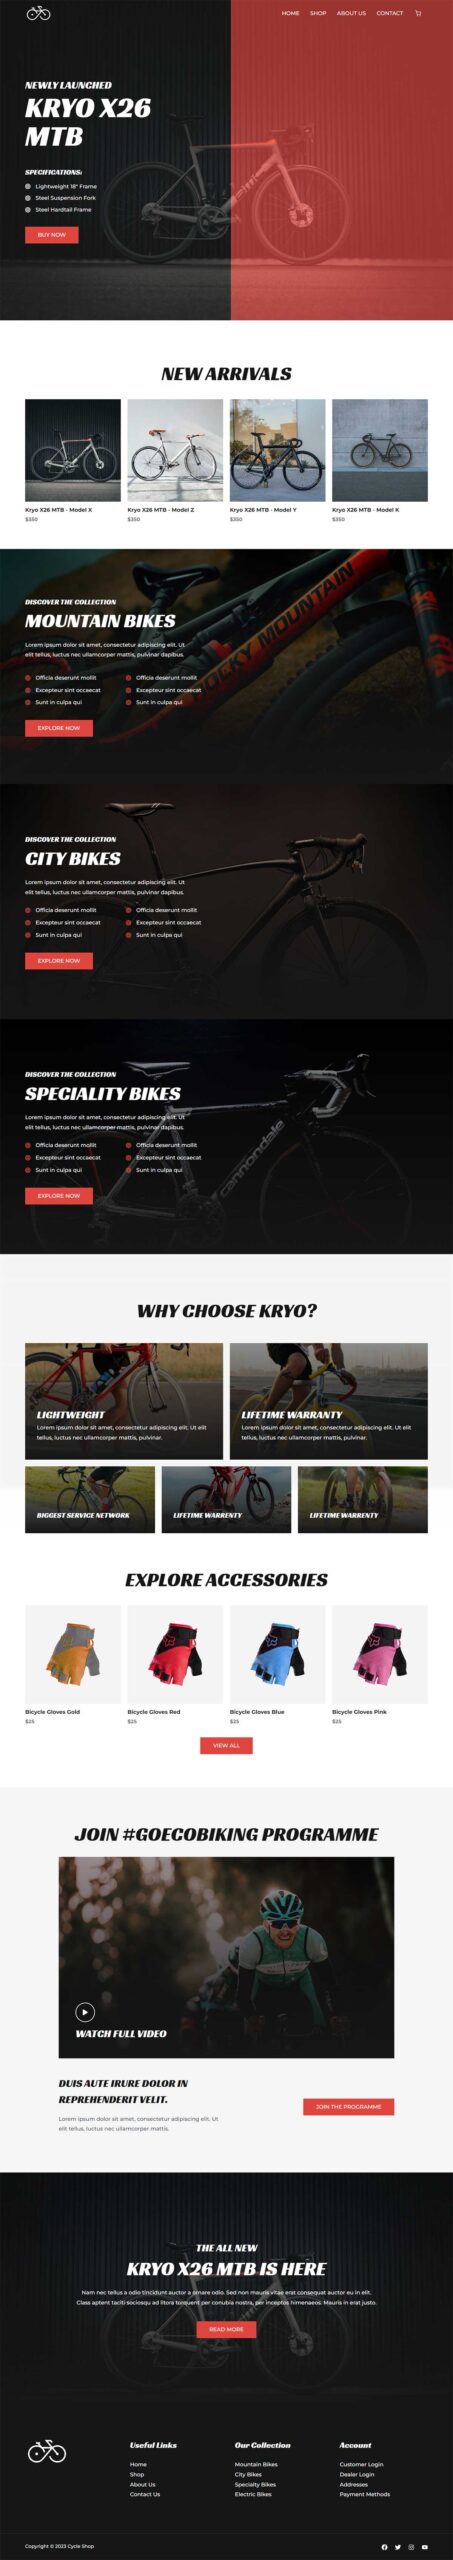 HOME SHOP ABOUT US CONTACT
NEWLY LAUNCHED
KRYO X26
MTB
SPECIFICATIONS:
Lightweight 18" Frame
Steel Suspension Fork
Steel Hardtail Frame
BUY NOW
NEW ARRIVALS
Kryo X26 MTB - Model X
$350
Kryo X26 MTB - Model Z
$350
Kryo X26 MTB - Model Y
$350
Kryo X26 MTB - Model K
$350
DISCOVER THE COLLECTION
MOUNTAIN BIKES
Lorem ipsum dolor sit amet, consectetur adipiscing elit. Ut
elit tellus, luctus nec ullamcorper mattis, pulvinar dapibus.
Officia deserunt mollit
Excepteur sint occaecat
Sunt in culpa qui
Officia deserunt mollit
Excepteur sint occaecat
Sunt in culpa qui
EXPLORE NOW
ROCKY MOUNTAIN
DISCOVER THE COLLECTION
CITY BIKES
Lorem ipsum dolor sit amet, consectetur adipiscing elit. Ut
elit tellus, luctus nec ullamcorper mattis, pulvinar dapibus.
Officia deserunt mollit
Excepteur sint occaecat
Sunt in culpa qui
Officia deserunt mollit
Excepteur sint occaecat
Sunt in culpa qui
EXPLORE NOW
DISCOVER THE COLLECTION
SPECIALITY BIKES
Lorem ipsum dolor sit amet, consectetur adipiscing elit. Ut
elit tellus, luctus nec ullamcorper mattis, pulvinar dapibus.
Officia deserunt mollit
Excepteur sint occaecat
Sunt in culpa qui
Officia deserunt mollit
Excepteur sint occaecat
Sunt in culpa qui
EXPLORE NOW
cannondale
WHY CHOOSE KRYO?
LIGHTWEIGHT
Lorem ipsum dolor sit amet, consectetur adipiscing elit. Ut elit
tellus, luctus nec ullamcorper mattis, pulvinar.
LIFETIME WARRANTY
Lorem ipsum dolor sit amet, consectetur adipiscing elit. Ut elit
tellus, luctus nec ullamcorper mattis, pulvinar.
BIGGEST SERVICE NETWORK
LIFETIME WARRENTY
LIFETIME WARRENTY
EXPLORE ACCESSORIES
Bicycle Gloves Gold
$25
Bicycle Gloves Red
$25
Bicycle Gloves Blue
$25
Bicycle Gloves Pink
$25
VIEW ALL
JOIN #GOECOBIKING PROGRAMME
WATCH FULL VIDEO
DUIS AUTE IRURE DOLOR IN
REPREHENDERIT VELIT.
Lorem ipsum dolor sit amet, consectetur adipiscing elit. Ut
elit tellus, luctus nec ullamcorper mattis.
JOIN THE PROGRAMME
THE ALL NEW
KRYO X26 MTB IS HERE
Nam nec tellus a odio tincidunt auctor a ornare odio. Sed non mauris vitae erat consequat auctor eu in elit.
Class aptent taciti sociosqu ad litora torquent per conubia nostra, per inceptos himenaeos. Mauris in erat justo.
READ MORE
Useful Links
Home
Shop
About Us
Contact Us
Our Collection
Mountain Bikes
City Bikes
Specialty Bikes
Electric Bikes
Account
Customer Login
Dealer Login
Addresses
Payment Methods
Copyright © 2023 Cycle Shop